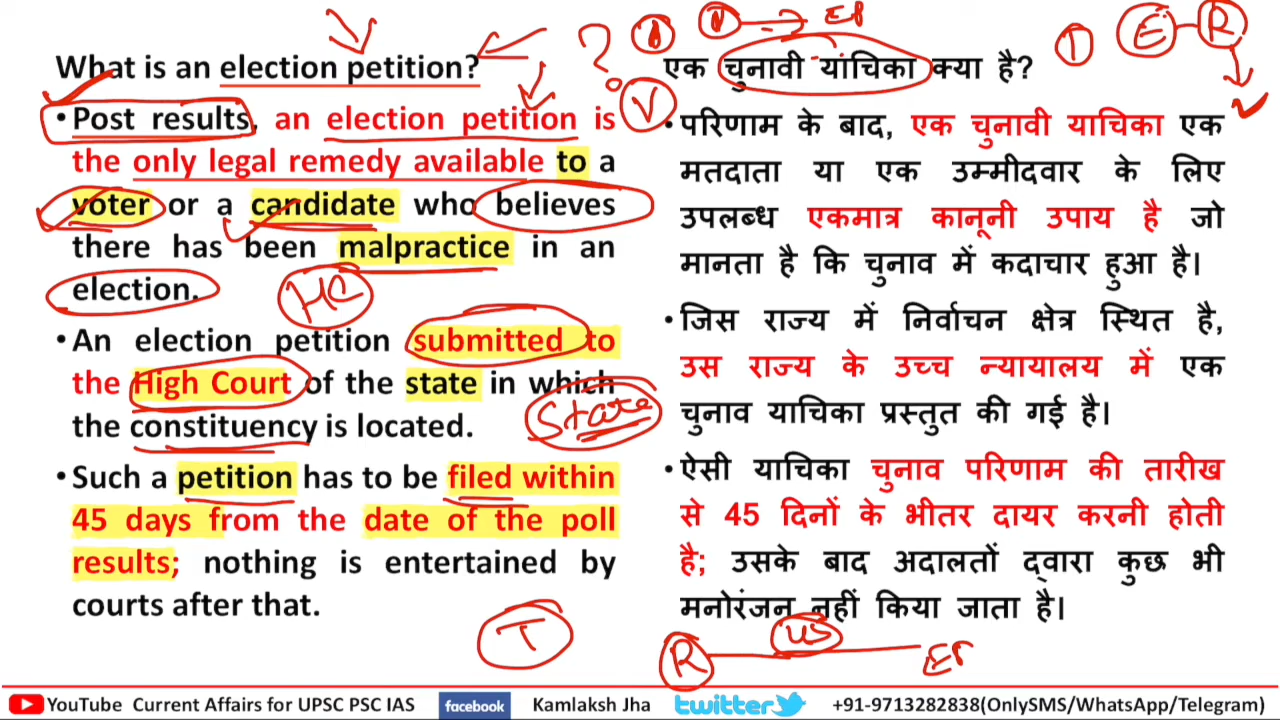 What is an election petition?
• Post results, an election petition is
the only legal remedy available to a
voter or a candidate who believes
there has been malpractice in an
election.
HC
• An election petition submitted to
the High Court of the state in which
the constituency is located.
State
• Such a petition has to be filed within
45 days from the date of the poll
results; nothing is entertained by
courts after that.
T
?
V
EP
E R
एक चुनावी याचिका क्या है?
• परिणाम के बाद, एक चुनावी याचिका एक
मतदाता या एक उम्मीदवार के लिए
उपलब्ध एकमात्र कानूनी उपाय है जो
मानता है कि चुनाव में कदाचार हुआ है।
• जिस राज्य में निर्वाचन क्षेत्र स्थित है,
उस राज्य के उच्च न्यायालय में एक
चुनाव याचिका प्रस्तुत की गई है।
• ऐसी याचिका चुनाव परिणाम की तारीख
से 45 दिनों के भीतर दायर करनी होती
है; उसके बाद अदालतों द्वारा कुछ भी
मनोरंजन नहीं किया जाता है।
R 45 EP
YouTube Current Affairs for UPSC PSC IAS facebook Kamlaksh Jha twitter +91-9713282838(OnlySMS/WhatsApp/Telegram)